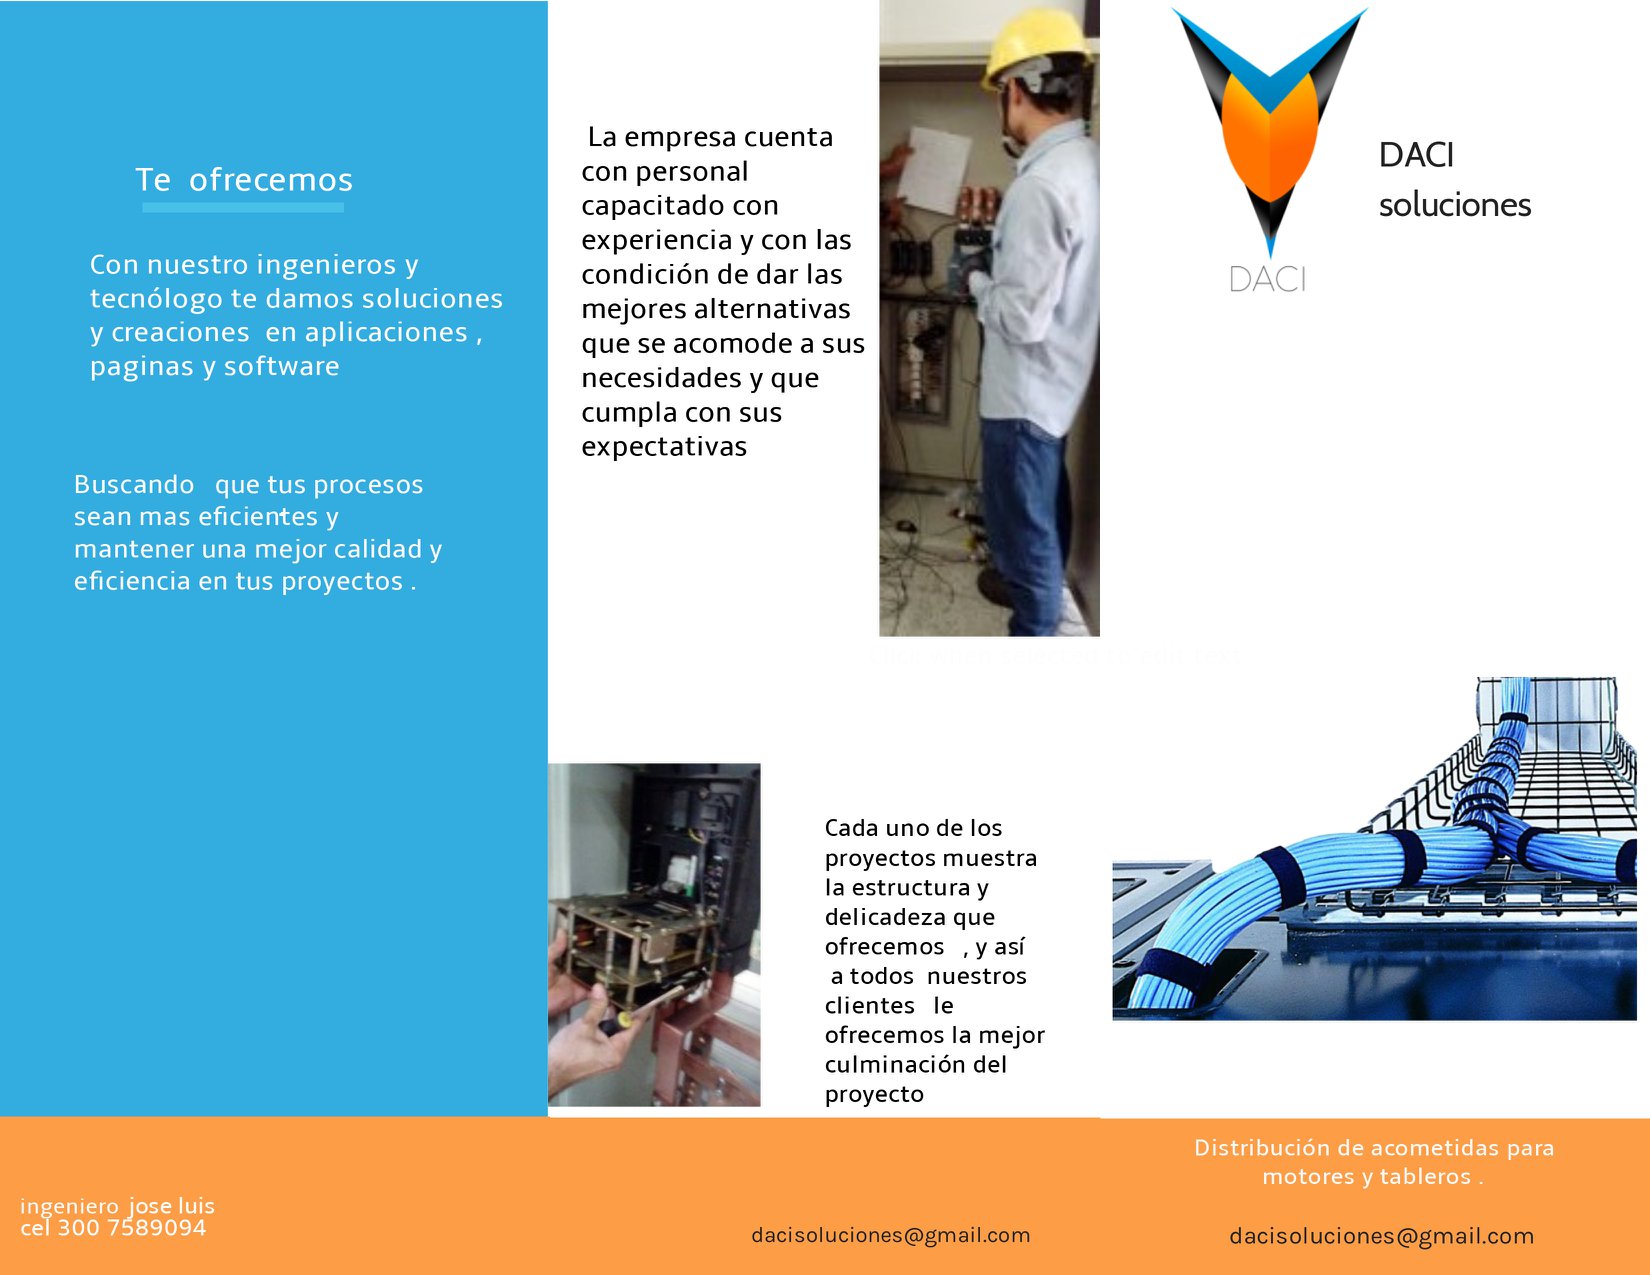 Te ofrecemos
Con nuestro ingenieros y
tecnólogo te damos soluciones
y creaciones en aplicaciones ,
paginas y software
Buscando que tus procesos
sean mas eficientes y
mantener una mejor calidad y
eficiencia en tus proyectos .
ingeniero jose luis
cel 300 7589094
La empresa cuenta
con personal
capacitado con
experiencia y con las
condición de dar las
mejores alternativas
que se acomode a sus
necesidades y que
cumpla con sus
expectativas
Cada uno de los
proyectos muestra
la estructura y
delicadeza que
ofrecemos , y así
a todos nuestros
clientes le
ofrecemos la mejor
culminación del
proyecto
dacisoluciones@gmail.com
DACI
soluciones
DACI
Distribución de acometidas para
motores y tableros .
dacisoluciones@gmail.com